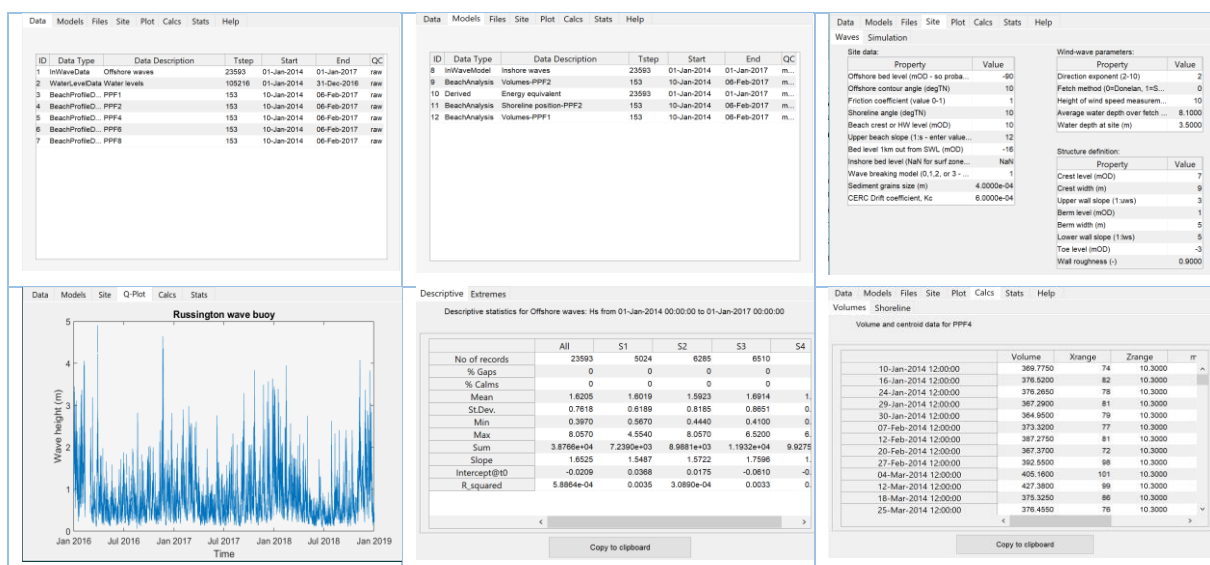 Data Models Files Site Plot Calcs Stats Help
ID Data Type Data Description Tstep Start End QC
1 InWaveData Offshore waves 23593 01-Jan-2014 01-Jan-2017 raw
2 WaterLevelData Water levels 105216 01-Jan-2014 31-Dec-2016 raw
3 BeachProfileD... PPF1 153 10-Jan-2014 06-Feb-2017 raw
4 BeachProfileD... PPF2 153 10-Jan-2014 06-Feb-2017 raw
5 BeachProfileD... PPF4 153 10-Jan-2014 06-Feb-2017 raw
6 BeachProfileD... PPF6 153 10-Jan-2014 06-Feb-2017 raw
7 BeachProfileD... PPF8 153 10-Jan-2014 06-Feb-2017 raw
Data Models Files Site Plot Calcs Stats Help
ID Data Type Data Description Tstep Start End QC
8 InWaveModel Inshore waves 23593 01-Jan-2014 01-Jan-2017 m...
9 BeachAnalysis Volumes-PPF2 153 10-Jan-2014 06-Feb-2017 m...
10 Derived Energy equivalent 23593 01-Jan-2014 01-Jan-2017 m...
11 BeachAnalysis Shoreline position-PPF2 153 10-Jan-2014 06-Feb-2017 m...
12 BeachAnalysis Volumes-PPF1 153 10-Jan-2014 06-Feb-2017 m...
Data Models Files Site Plot Calcs Stats Help
Waves Simulation
Site data:
Property Value
Offshore bed level (mOD - so proba... -90
Offshore contour angle (degTN) 10
Friction coefficient (value 0-1) 1
Shoreline angle (degTN) 10
Beach crest or HW level (mOD) 10
Upper beach slope (1:s - enter value... 12
Bed level 1km out from SWL (mOD) -16
Inshore bed level (NaN for surf zone... NaN
Wave breaking model (0,1,2, or 3 - ... 1
Sediment grains size (m) 4.0000e-04
CERC Drift coefficient, Kc 6.0000e-04
Wind-wave parameters:
Property Value
Direction exponent (2-10) 2
Fetch method (0=Donelan, 1=S... 0
Height of wind speed measurem... 10
Average water depth over fetch ... 8.1000
Water depth at site (m) 3.5000
Structure definition:
Property Value
Crest level (mOD) 7
Crest width (m) 9
Upper wall slope (1:uws) 3
Berm level (mOD) 1
Berm width (m) 5
Lower wall slope (1:lws) 5
Toe level (mOD) -3
Wall roughness (-) 0.9000
Data Models Site Q-Plot Calcs Stats
Russington wave buoy
Wave height (m)
5
4
3
2
1
0
Jan 2016 Jul 2016 Jan 2017 Jul 2017 Jan 2018 Jul 2018 Jan 2019
Time
Descriptive Extremes
Descriptive statistics for Offshore waves: Hs from 01-Jan-2014 00:00:00 to 01-Jan-2017 00:00:00
All S1 S2 S3 S4
No of records 23593 5024 6285 6510
% Gaps 0 0 0 0
% Calms 0 0 0 0
Mean 1.6205 1.6019 1.5923 1.6914 1.
St.Dev. 0.7618 0.6189 0.8185 0.8651 0.
Min 0.3970 0.5670 0.4440 0.4100 0.
Max 8.0570 4.5540 8.0570 6.5200 6.
Sum 3.8766e+04 7.2390e+03 8.9881e+03 1.1932e+04 9.9275
Slope 1.6525 1.5487 1.5722 1.7596 1.
Intercept@t0 -0.0209 0.0368 0.0175 -0.0610 -0.
R_squared 5.8864e-04 0.0035 3.0890e-04 0.0033 0.
Copy to clipboard
Data Models Files Site Plot Calcs Stats Help
Volumes Shoreline
Volume and centroid data for PPF4
Volume Xrange Zrange m
10-Jan-2014 12:00:00 369.7750 74 10.3000
16-Jan-2014 12:00:00 376.5200 82 10.3000
24-Jan-2014 12:00:00 376.2650 78 10.3000
29-Jan-2014 12:00:00 367.2900 81 10.3000
30-Jan-2014 12:00:00 364.9500 79 10.3000
07-Feb-2014 12:00:00 373.3200 77 10.3000
12-Feb-2014 12:00:00 387.2750 81 10.3000
20-Feb-2014 12:00:00 367.3700 72 10.3000
27-Feb-2014 12:00:00 392.5500 98 10.3000
04-Mar-2014 12:00:00 405.1600 101 10.3000
12-Mar-2014 12:00:00 427.3800 99 10.3000
18-Mar-2014 12:00:00 375.3250 86 10.3000
25-Mar-2014 12:00:00 376.4550 76 10.3000
Copy to clipboard